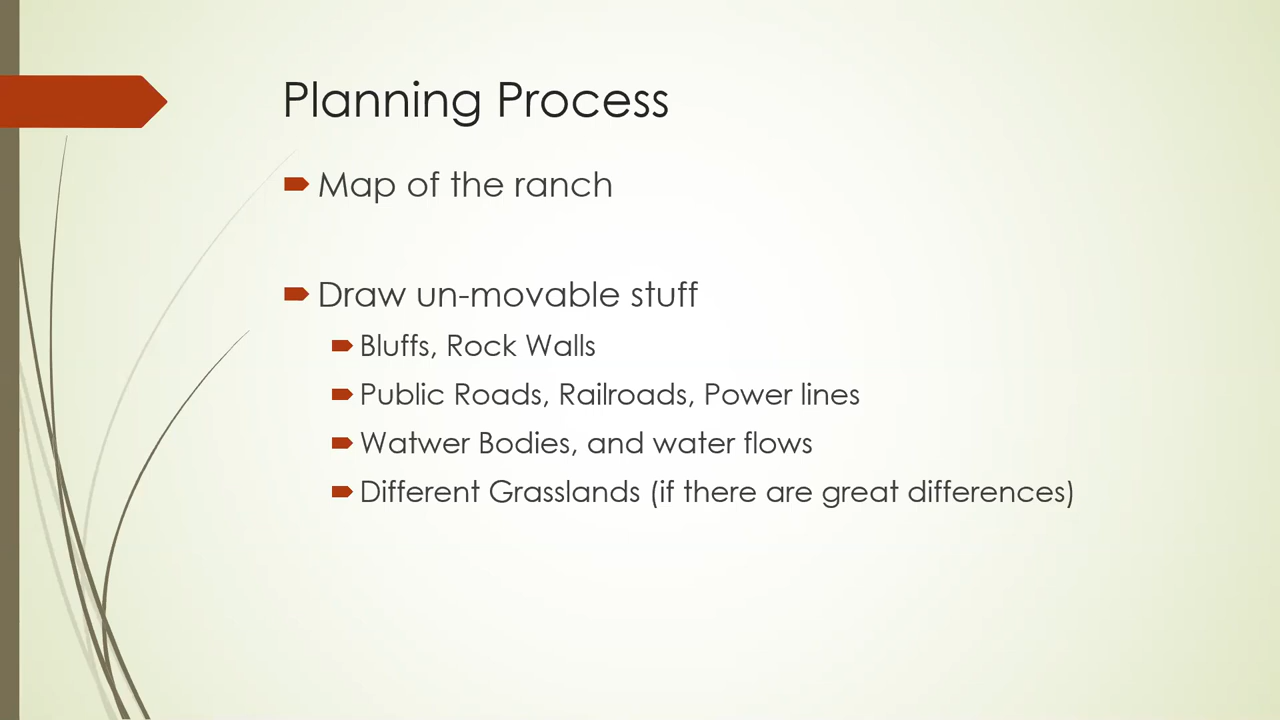 Planning Process
Map of the ranch
Draw un-movable stuff
Bluffs, Rock Walls
Public Roads, Railroads, Power lines
Watwer Bodies, and water flows
Different Grasslands (if there are great differences)